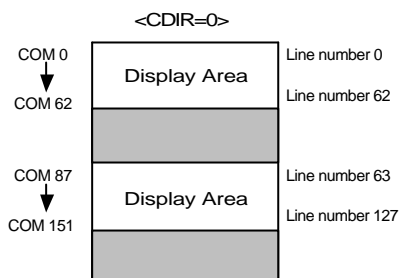 <CDIR=0>
COM 0
Line number 0
Display Area
COM 62
Line number 62
COM 87
Line number 63
Display Area
COM 151
Line number 127